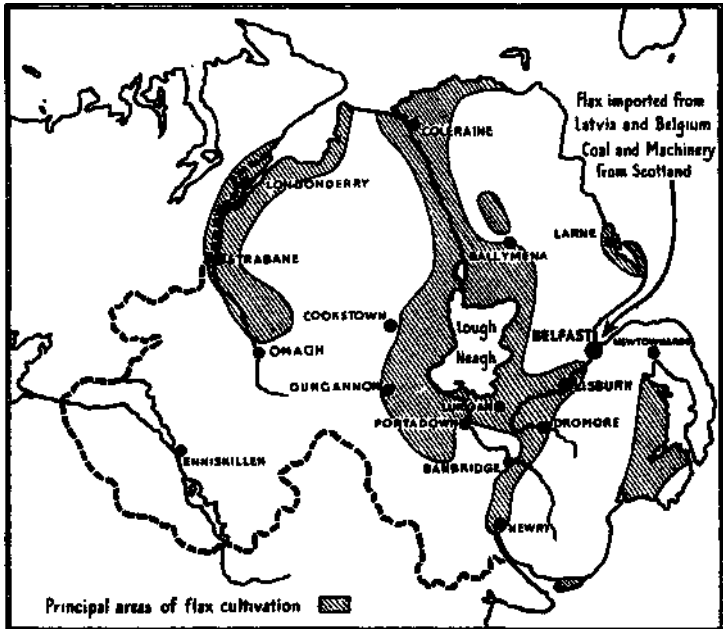 Flax imported from
Latvia and Belgium
Coal and Machinery
from Scotland
COLERAINE
LONDONDERRY
LARNE
BALLYMENA
STRABANE
COOKSTOWN
Lough
Neagh
BELFAST
NEWTOWNARDS
OMAGH
DUNGANNON
LISBURN
LURGAN
PORTADOWN
DROMORE
ENNISKILLEN
BANBRIDGE
NEWRY
Principal areas of flax cultivation